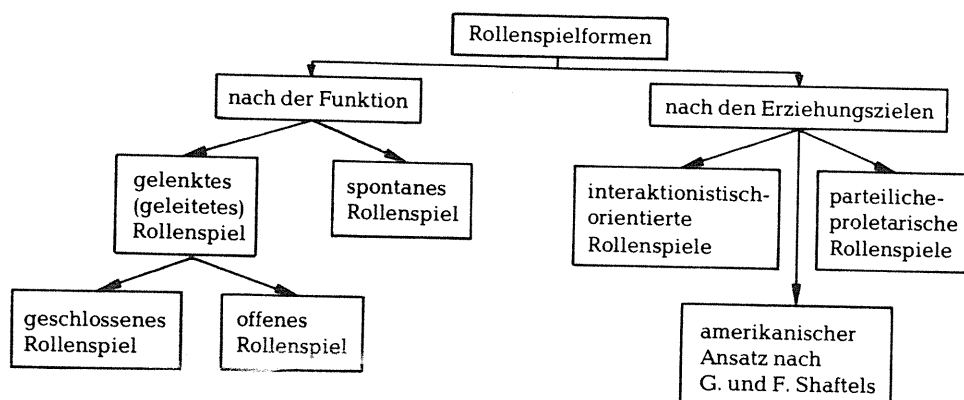 Rollenspielformen
nach der Funktion
nach den Erziehungszielen
gelenktes
(geleitetes)
Rollenspiel
spontanes
Rollenspiel
interaktionistisch-
orientierte
Rollenspiele
parteiliche-
proletarische
Rollenspiele
geschlossenes
Rollenspiel
offenes
Rollenspiel
amerikanischer
Ansatz nach
G. und F. Shaftels